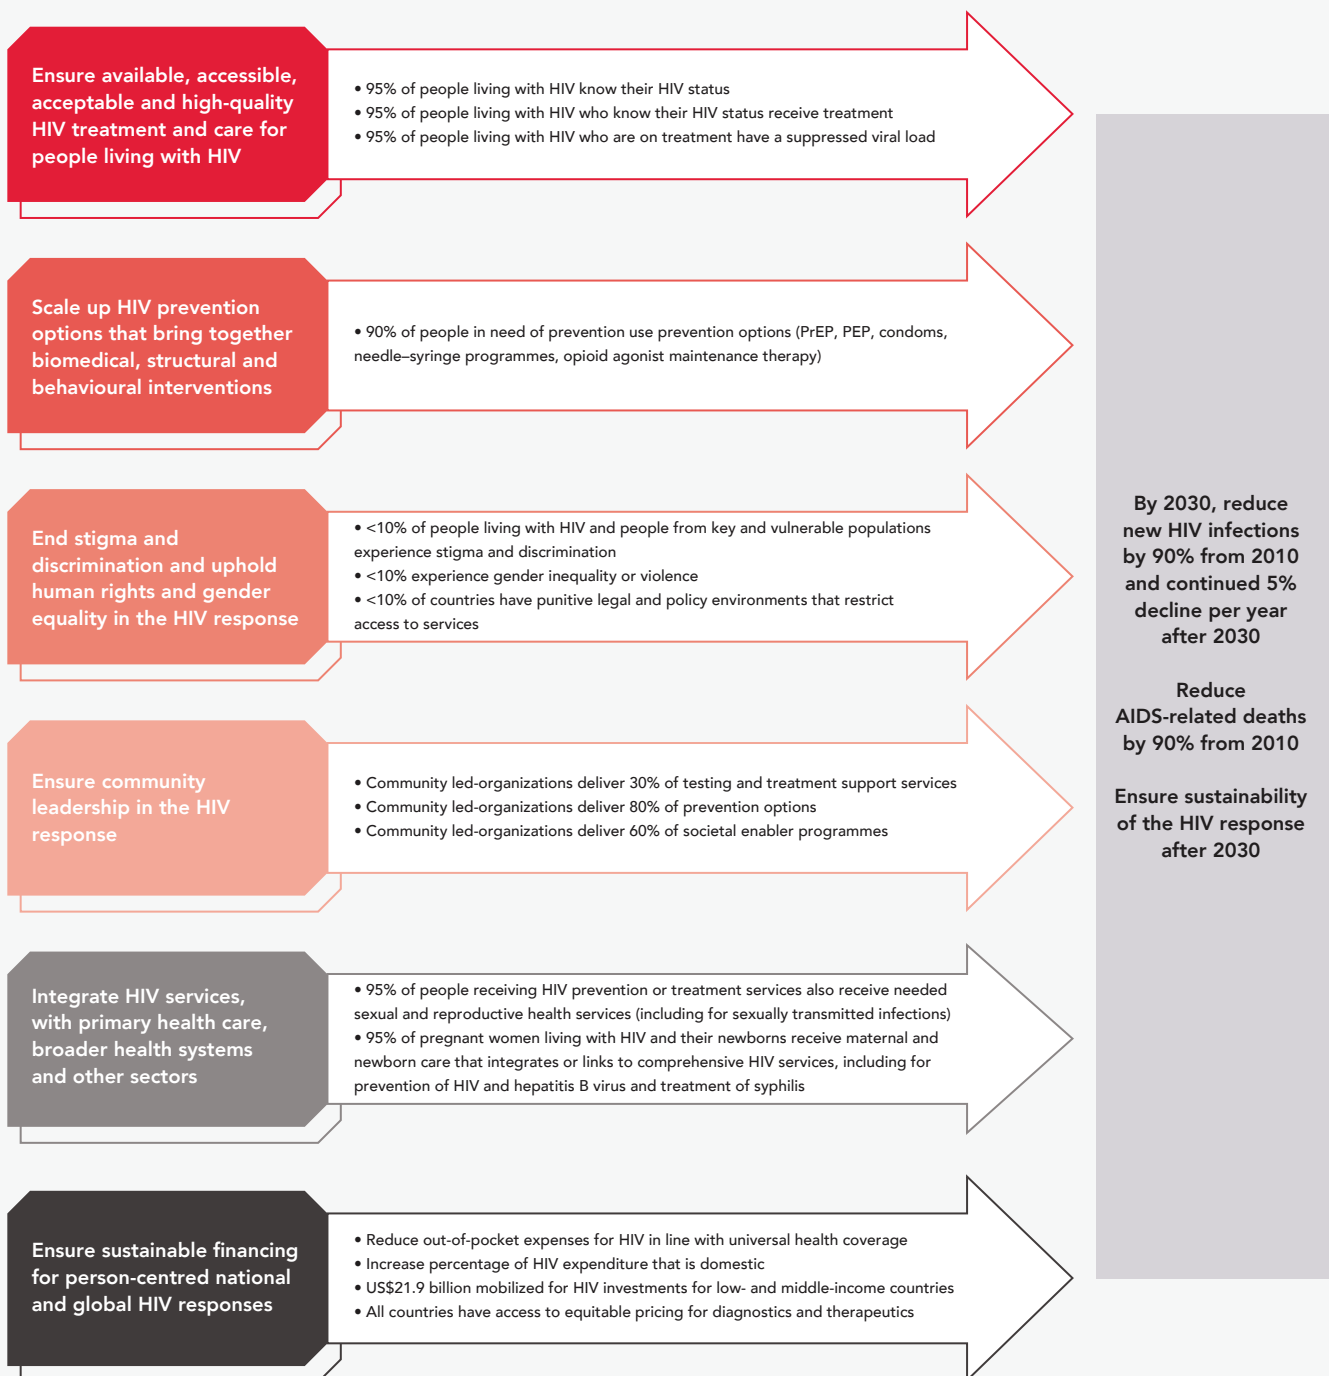 Ensure available, accessible,
acceptable and high-quality
HIV treatment and care for
people living with HIV
• 95% of people living with HIV know their HIV status
• 95% of people living with HIV who know their HIV status receive treatment
• 95% of people living with HIV who are on treatment have a suppressed viral load
Scale up HIV prevention
options that bring together
biomedical, structural and
behavioural interventions
• 90% of people in need of prevention use prevention options (PrEP, PEP, condoms,
needle–syringe programmes, opioid agonist maintenance therapy)
End stigma and
discrimination and uphold
human rights and gender
equality in the HIV response
• <10% of people living with HIV and people from key and vulnerable populations
experience stigma and discrimination
• <10% experience gender inequality or violence
• <10% of countries have punitive legal and policy environments that restrict
access to services
Ensure community
leadership in the HIV
response
• Community led-organizations deliver 30% of testing and treatment support services
• Community led-organizations deliver 80% of prevention options
• Community led-organizations deliver 60% of societal enabler programmes
Integrate HIV services,
with primary health care,
broader health systems
and other sectors
• 95% of people receiving HIV prevention or treatment services also receive needed
sexual and reproductive health services (including for sexually transmitted infections)
• 95% of pregnant women living with HIV and their newborns receive maternal and
newborn care that integrates or links to comprehensive HIV services, including for
prevention of HIV and hepatitis B virus and treatment of syphilis
Ensure sustainable financing
for person-centred national
and global HIV responses
• Reduce out-of-pocket expenses for HIV in line with universal health coverage
• Increase percentage of HIV expenditure that is domestic
• US$21.9 billion mobilized for HIV investments for low- and middle-income countries
• All countries have access to equitable pricing for diagnostics and therapeutics
By 2030, reduce
new HIV infections
by 90% from 2010
and continued 5%
decline per year
after 2030
Reduce
AIDS-related deaths
by 90% from 2010
Ensure sustainability
of the HIV response
after 2030